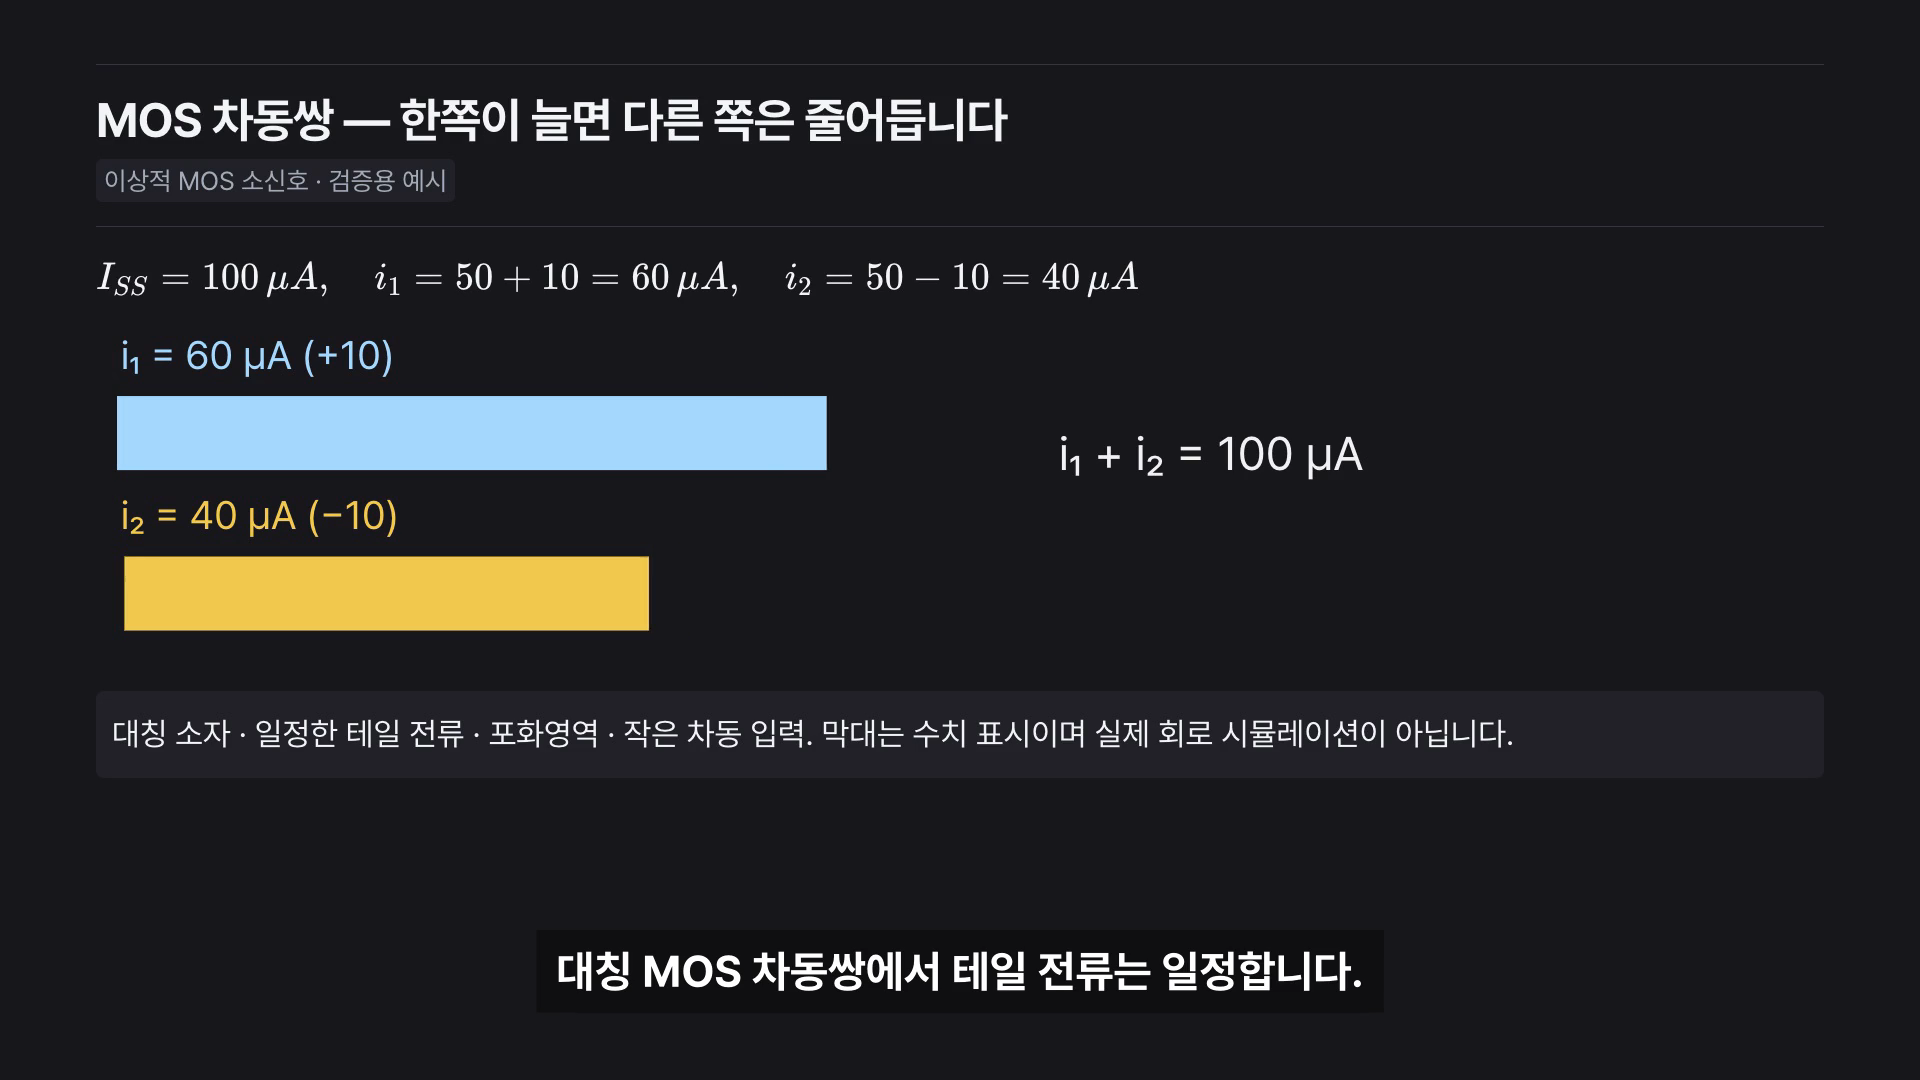 MOS 차동쌍 — 한쪽이 늘면 다른 쪽은 줄어듭니다
이상적 MOS 소신호 · 검증용 예시
I_SS = 100 μA, i₁ = 50 + 10 = 60 μA, i₂ = 50 − 10 = 40 μA
i₁ = 60 μA (+10)
i₁ + i₂ = 100 μA
i₂ = 40 μA (−10)
대칭 소자 · 일정한 테일 전류 · 포화영역 · 작은 차동 입력. 막대는 수치 표시이며 실제 회로 시뮬레이션이 아닙니다.
대칭 MOS 차동쌍에서 테일 전류는 일정합니다.